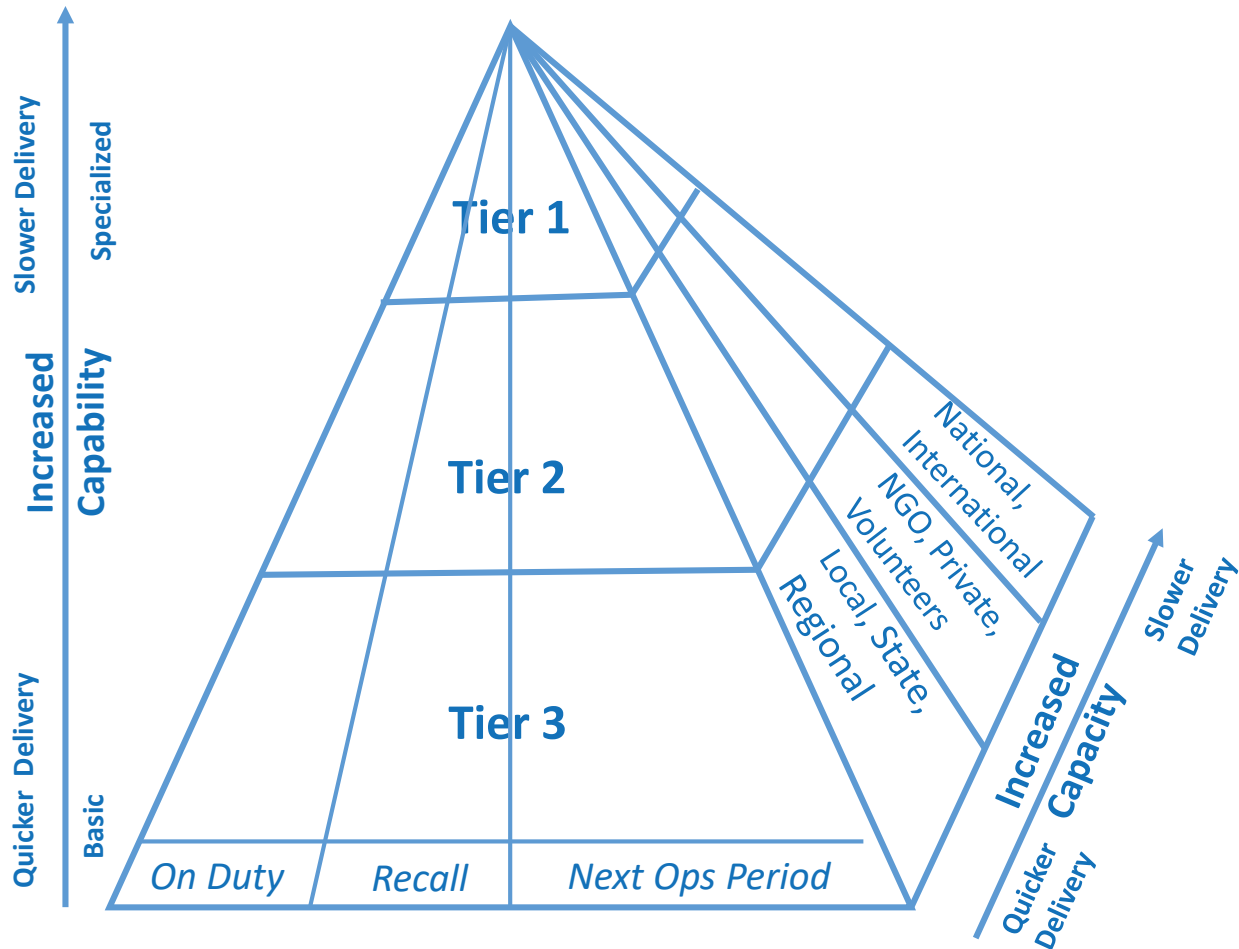 Slower Delivery
Specialized
Increased
Capability
Quicker Delivery
Basic
Tier 1
Tier 2
Tier 3
On Duty
Recall
Next Ops Period
National,
International
NGO, Private,
Volunteers
Local, State,
Regional
Increased
Capacity
Slower
Delivery
Quicker
Delivery